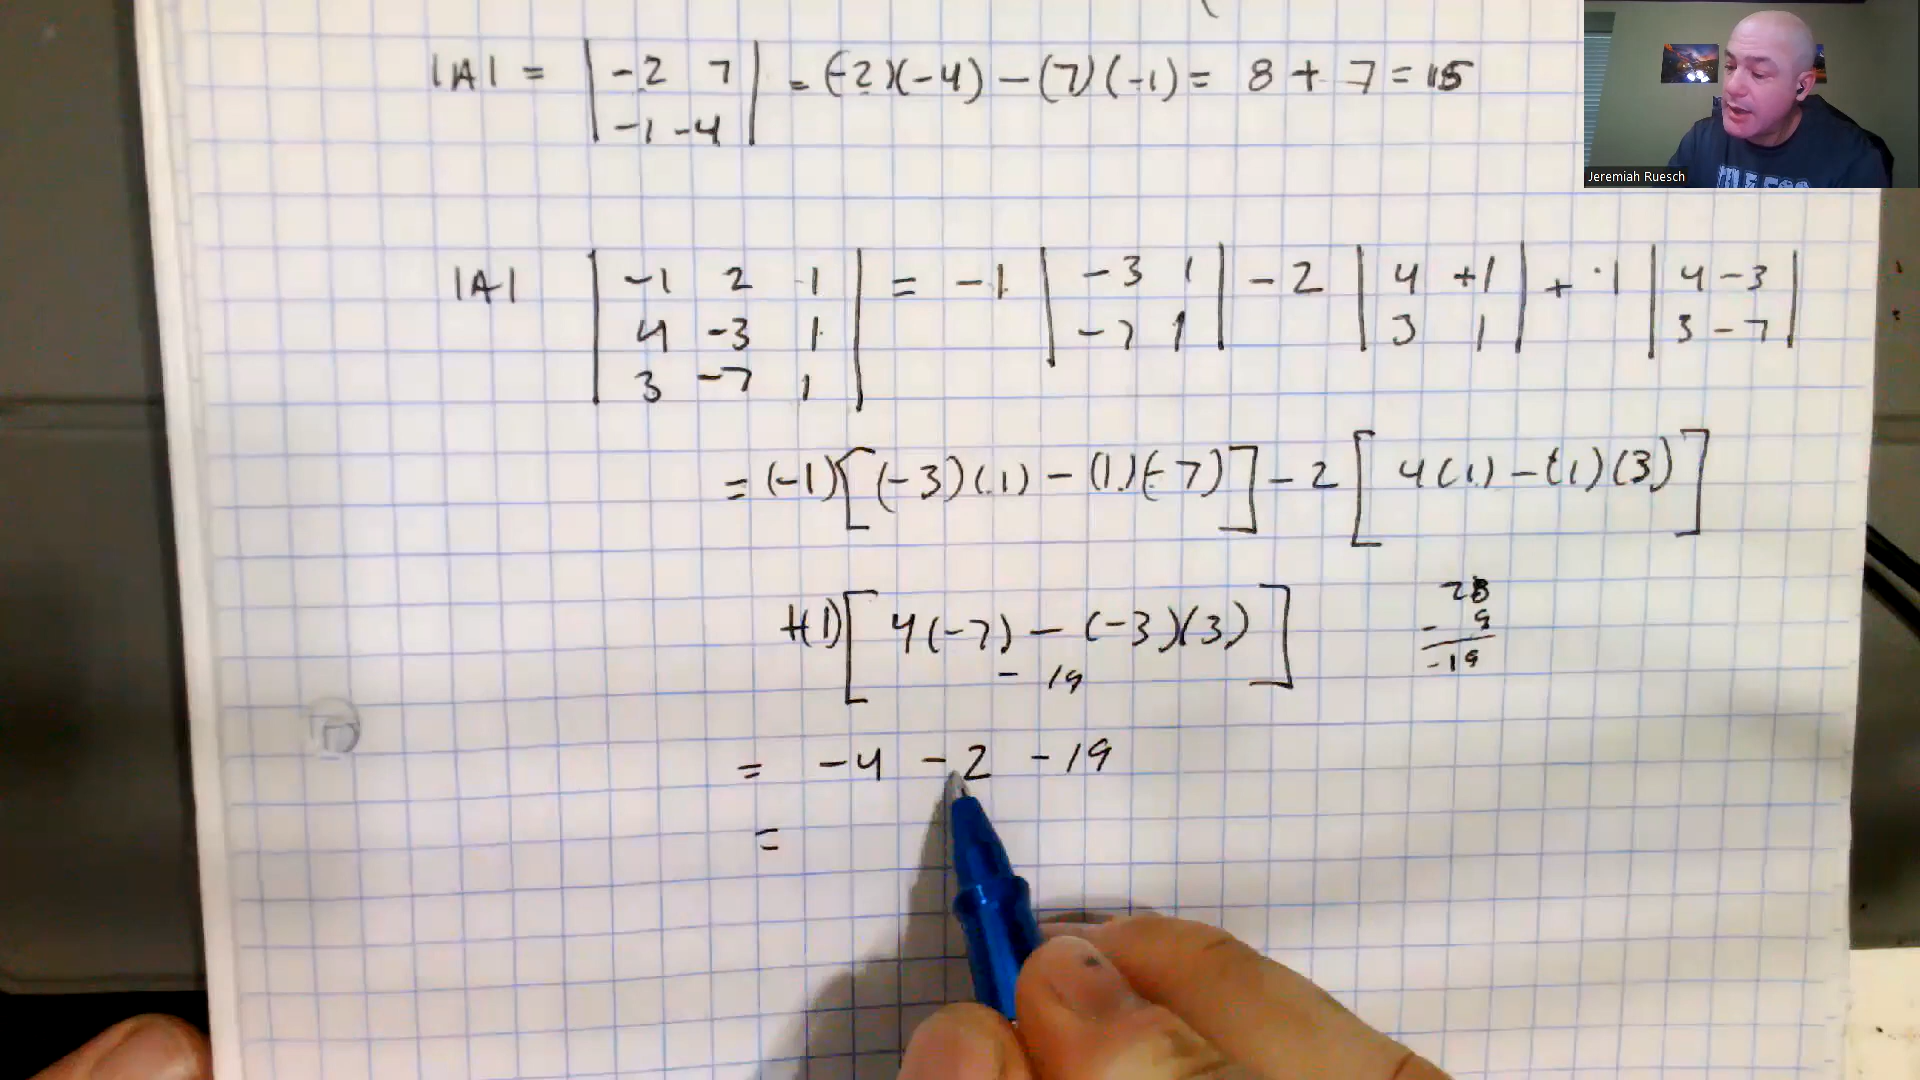 |A| = | -2 7 | = (-2)(-4) - (7)(-1) = 8 + 7 = 15
| -1 -4 |
Jeremiah Ruesch
|A| | -1 2 1 | = -1 | -3 1 | - 2 | 4 +1 | + 1 | 4 -3 |
| 4 -3 1 | | -7 1 | | 3 1 | | 3 -7 |
| 3 -7 1 |
= (-1)[(-3)(1) - (1)(-7)] - 2 [4(1) - (1)(3)]
+(1)[4(-7) - (-3)(3)]
- 19
28
- 9
-19
= -4 -2 -19
=